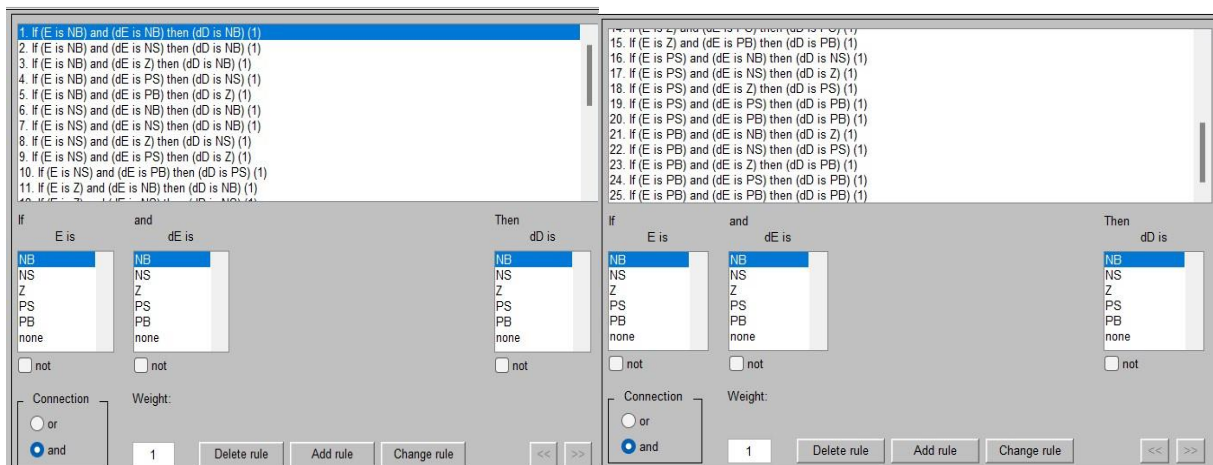 1. If (E is NB) and (dE is NB) then (dD is NB) (1)
2. If (E is NB) and (dE is NS) then (dD is NB) (1)
3. If (E is NB) and (dE is Z) then (dD is NB) (1)
4. If (E is NB) and (dE is PS) then (dD is NS) (1)
5. If (E is NB) and (dE is PB) then (dD is Z) (1)
6. If (E is NS) and (dE is NB) then (dD is NB) (1)
7. If (E is NS) and (dE is NS) then (dD is NB) (1)
8. If (E is NS) and (dE is Z) then (dD is NS) (1)
9. If (E is NS) and (dE is PS) then (dD is Z) (1)
10. If (E is NS) and (dE is PB) then (dD is PS) (1)
11. If (E is Z) and (dE is NB) then (dD is NB) (1)
If and Then
E is dE is dD is
NB NB NB
NS NS NS
Z Z Z
PS PS PS
PB PB PB
none none none
not not not
Connection Weight:
or
and 1 Delete rule Add rule Change rule << >>
15. If (E is Z) and (dE is PB) then (dD is PB) (1)
16. If (E is PS) and (dE is NB) then (dD is NS) (1)
17. If (E is PS) and (dE is NS) then (dD is Z) (1)
18. If (E is PS) and (dE is Z) then (dD is PS) (1)
19. If (E is PS) and (dE is PS) then (dD is PB) (1)
20. If (E is PS) and (dE is PB) then (dD is PB) (1)
21. If (E is PB) and (dE is NB) then (dD is Z) (1)
22. If (E is PB) and (dE is NS) then (dD is PS) (1)
23. If (E is PB) and (dE is Z) then (dD is PB) (1)
24. If (E is PB) and (dE is PS) then (dD is PB) (1)
25. If (E is PB) and (dE is PB) then (dD is PB) (1)
If and Then
E is dE is dD is
NB NB NB
NS NS NS
Z Z Z
PS PS PS
PB PB PB
none none none
not not not
Connection Weight:
or
and 1 Delete rule Add rule Change rule << >>